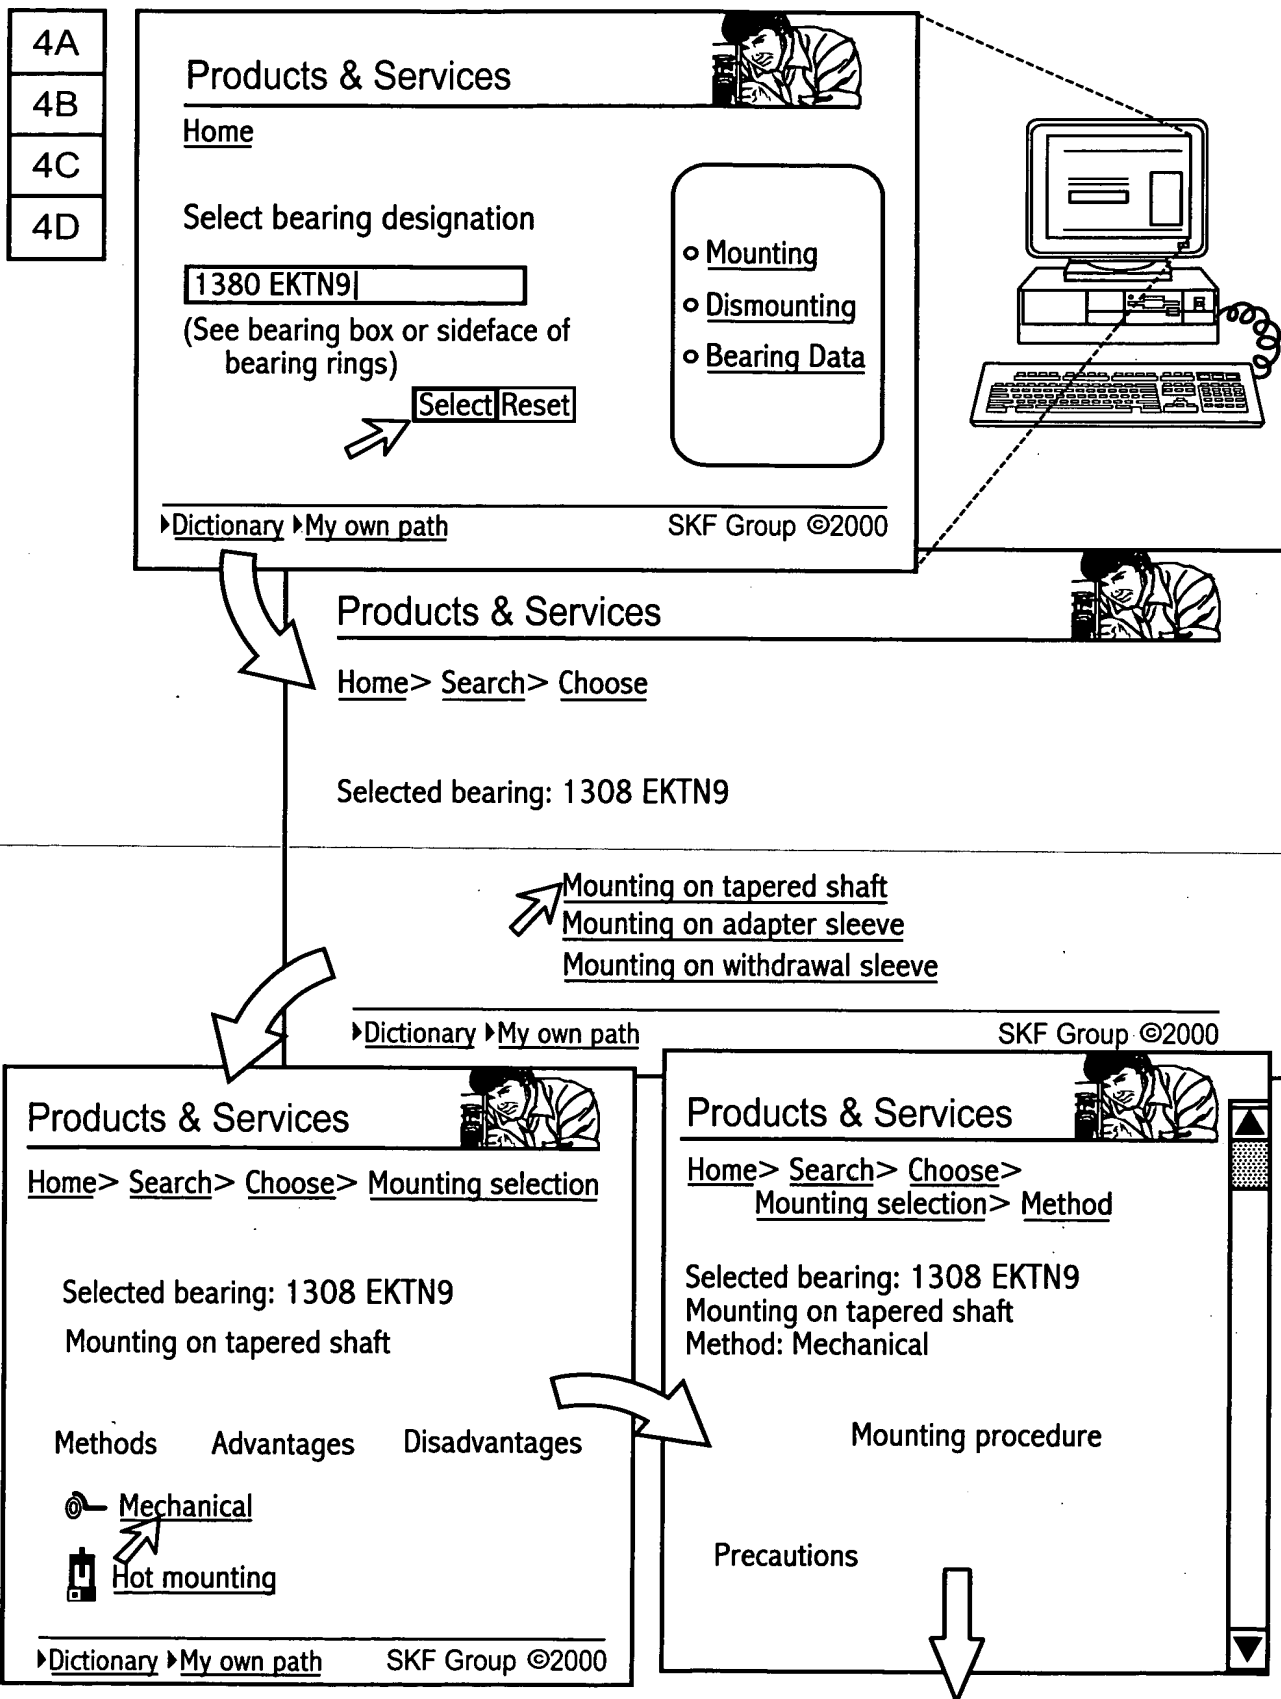 4A
4B
4C
4D
Products & Services
Home
Select bearing designation
1380 EKTN9
(See bearing box or sideface of
bearing rings)
Select Reset
Mounting
Dismounting
Bearing Data
Dictionary My own path SKF Group ©2000
Products & Services
Home> Search> Choose
Selected bearing: 1308 EKTN9
Mounting on tapered shaft
Mounting on adapter sleeve
Mounting on withdrawal sleeve
Dictionary My own path SKF Group ©2000
Products & Services
Home> Search> Choose> Mounting selection
Selected bearing: 1308 EKTN9
Mounting on tapered shaft
Methods Advantages Disadvantages
Mechanical
Hot mounting
Dictionary My own path SKF Group ©2000
Products & Services
Home> Search> Choose>
Mounting selection> Method
Selected bearing: 1308 EKTN9
Mounting on tapered shaft
Method: Mechanical
Mounting procedure
Precautions